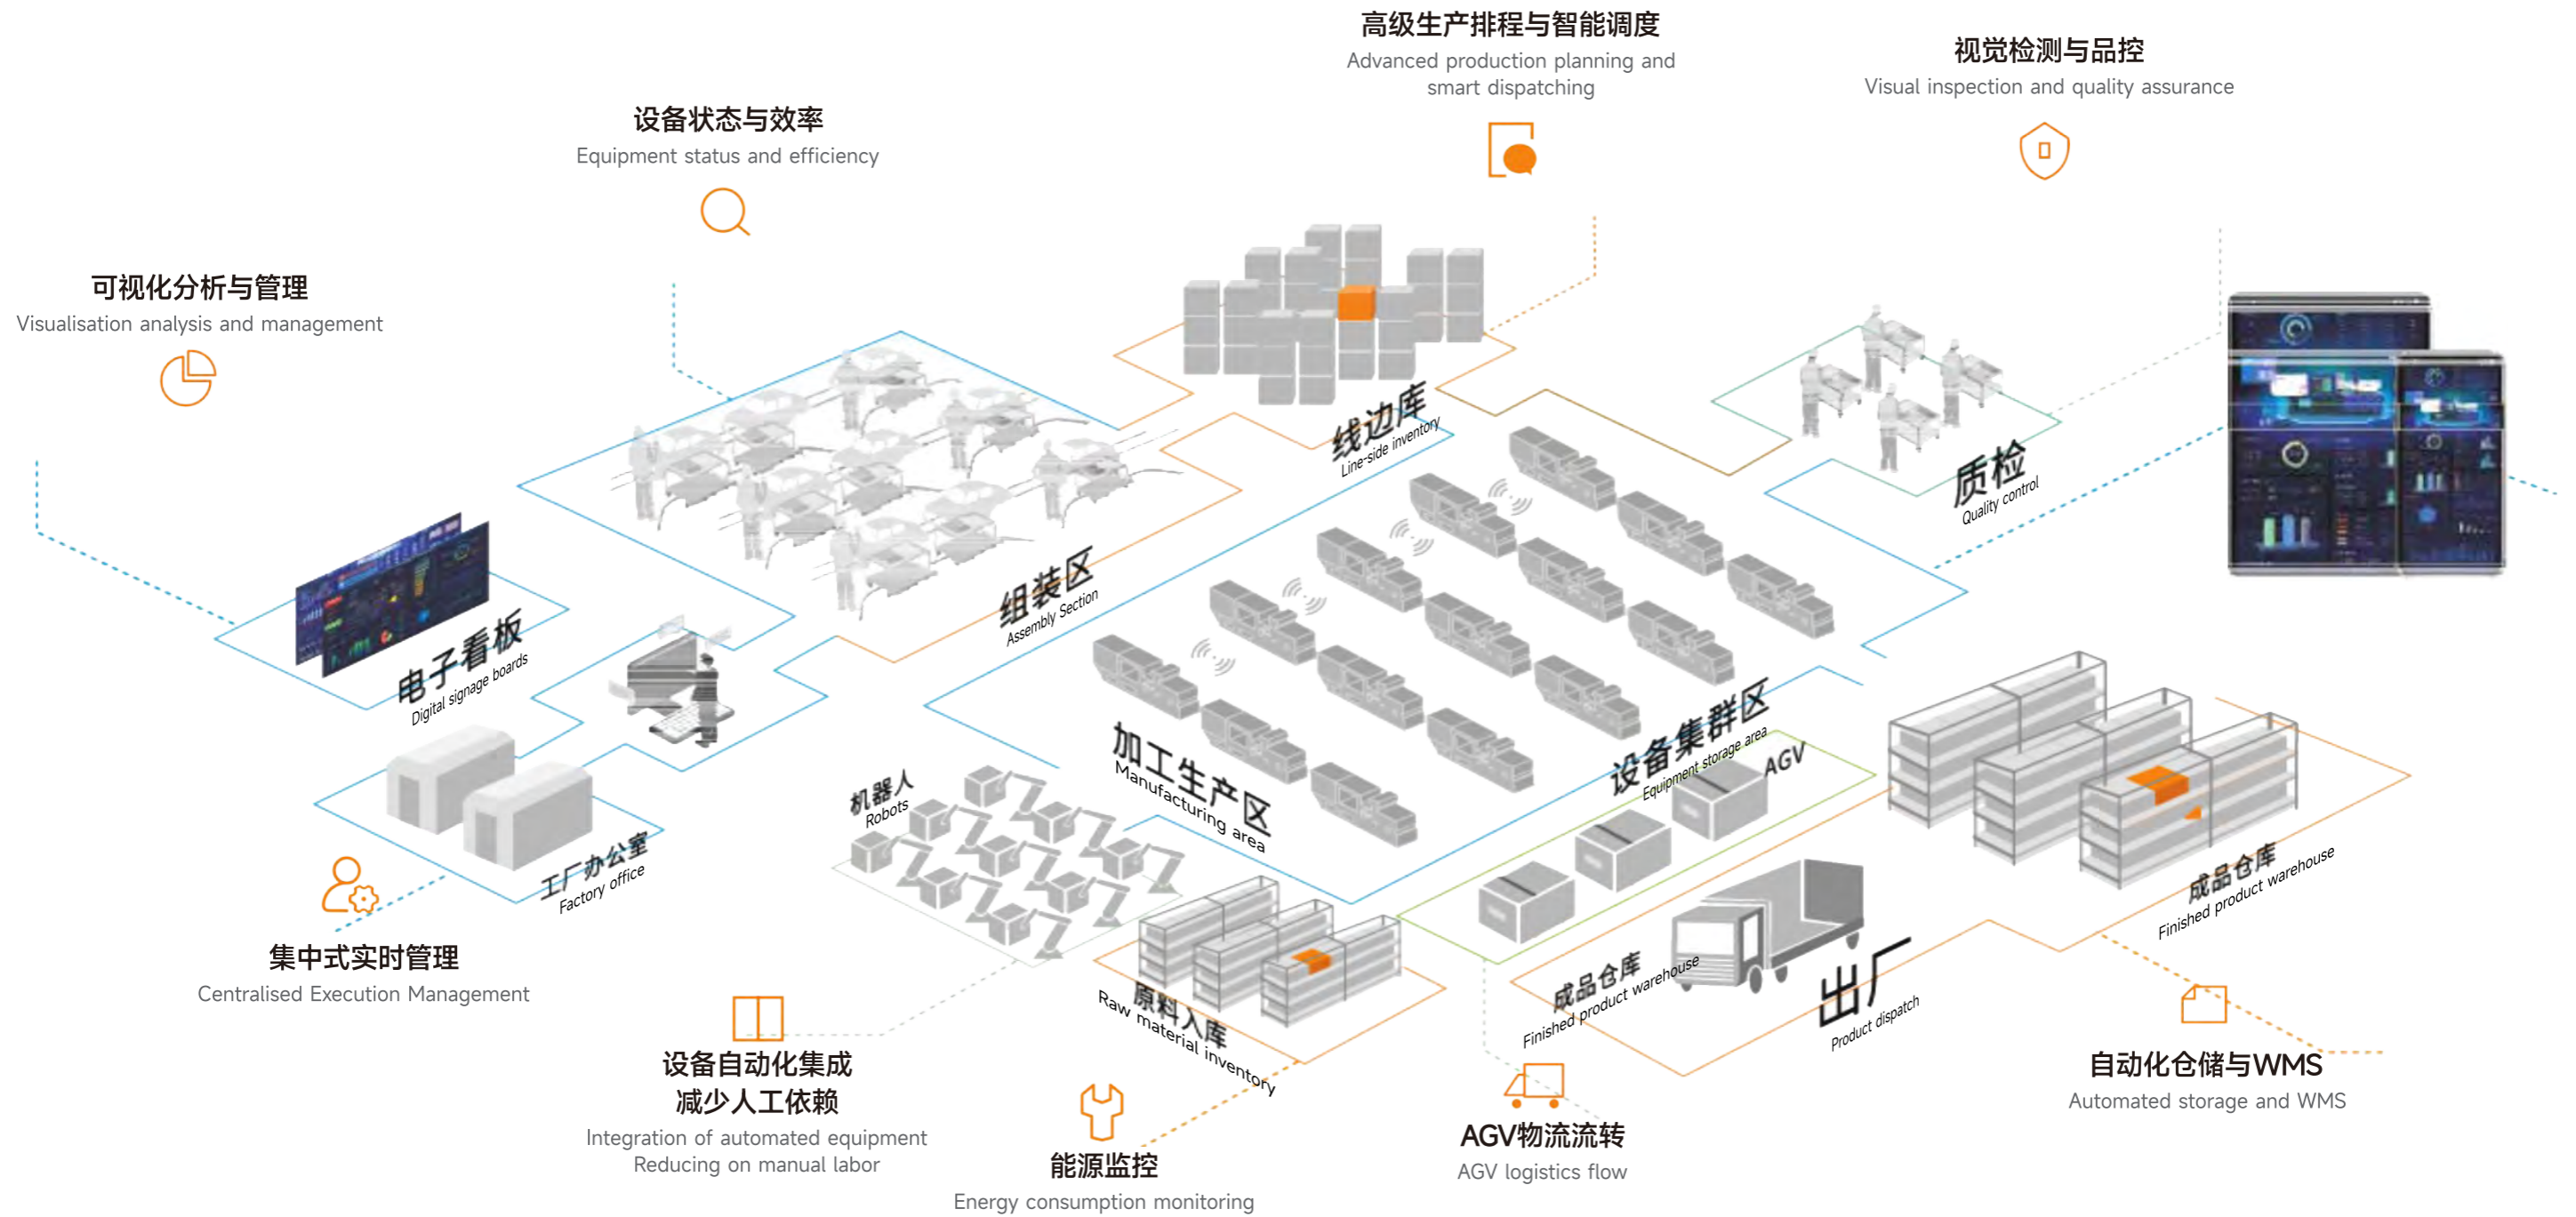 高级生产排程与智能调度
Advanced production planning and
smart dispatching
视觉检测与品控
Visual inspection and quality assurance
设备状态与效率
Equipment status and efficiency
可视化分析与管理
Visualisation analysis and management
线边库
Line-side inventory
质检
Quality control
组装区
Assembly Section
电子看板
Digital signage boards
设备集群区
Equipment storage area
AGV
加工生产区
Manufacturing area
机器人
Robots
工厂办公室
Factory office
成品仓库
Finished product warehouse
集中式实时管理
Centralised Execution Management
成品仓库
Finished product warehouse
出厂
Product dispatch
原料入库
Raw material inventory
设备自动化集成
减少人工依赖
Integration of automated equipment
Reducing on manual labor
能源监控
Energy consumption monitoring
AGV物流流转
AGV logistics flow
自动化仓储与WMS
Automated storage and WMS